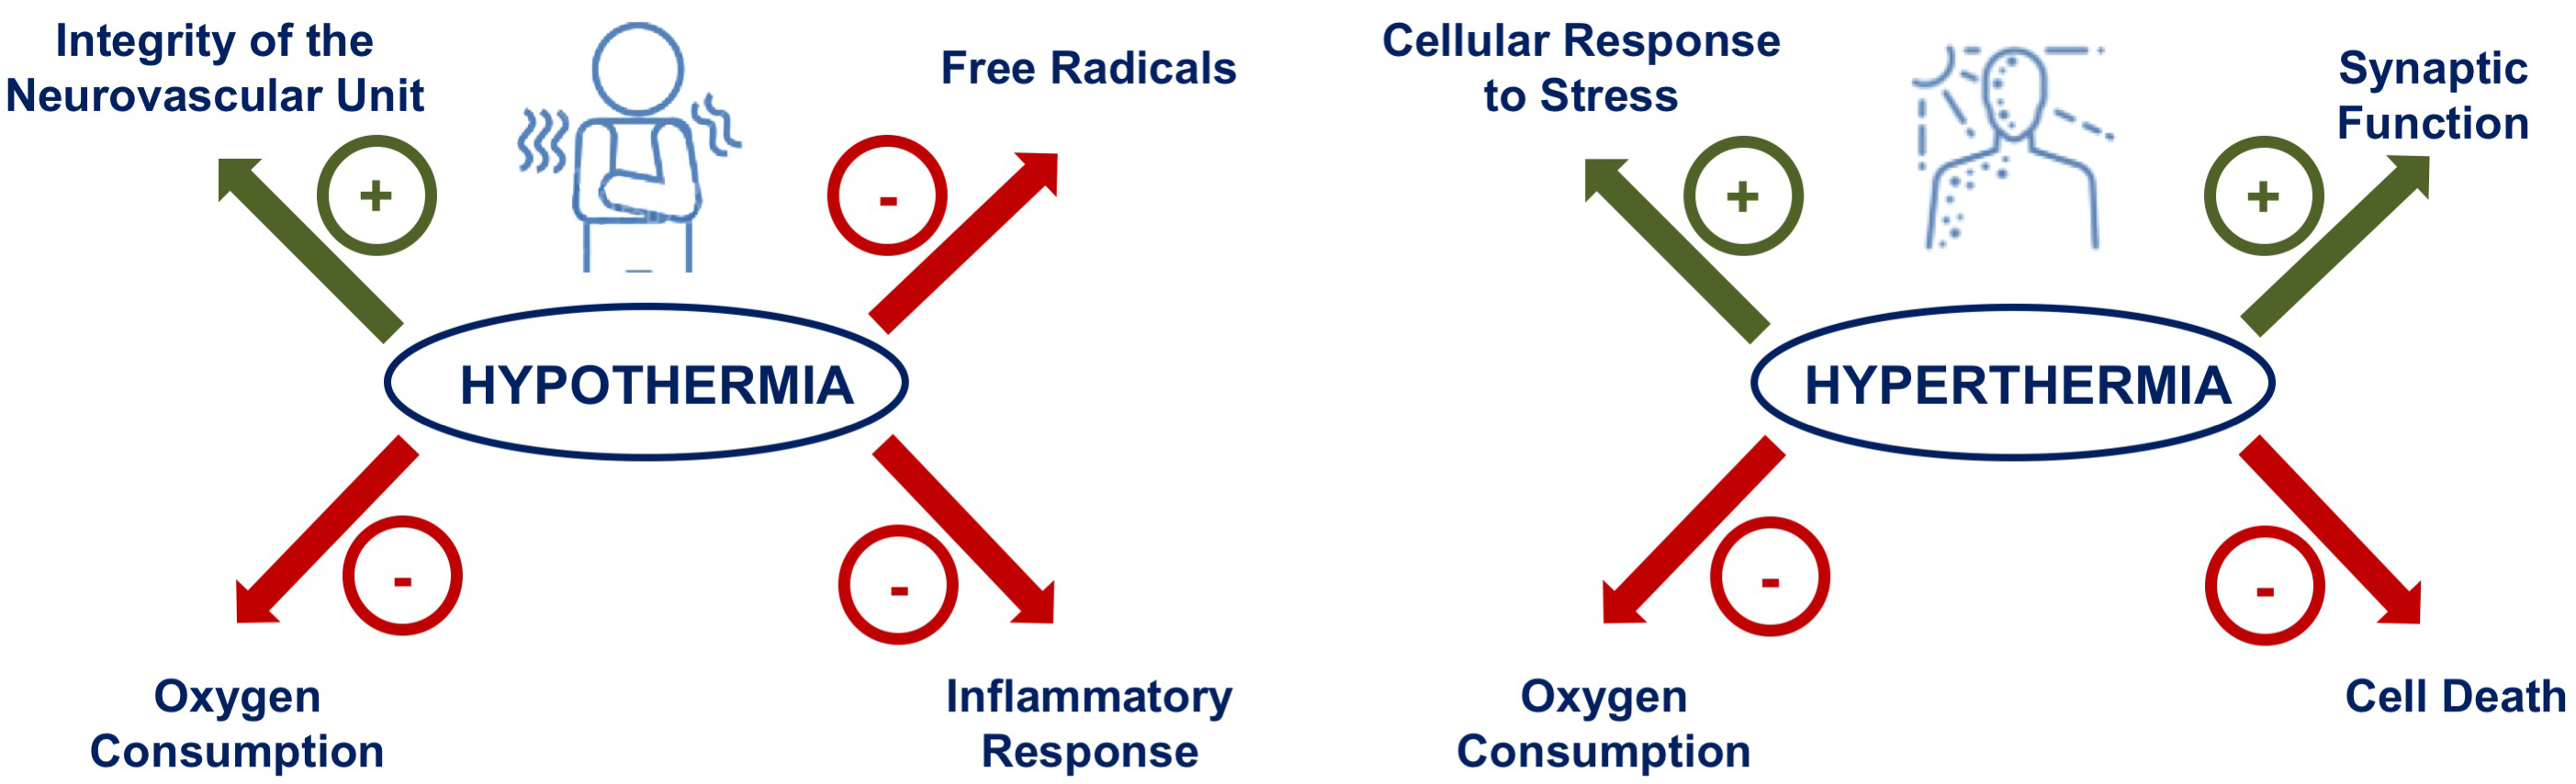 Integrity of the
Neurovascular Unit
+
Free Radicals
-
HYPOTHERMIA
-
Oxygen
Consumption
-
Inflammatory
Response
Cellular Response
to Stress
+
Synaptic
Function
+
HYPERTHERMIA
-
Oxygen
Consumption
-
Cell Death